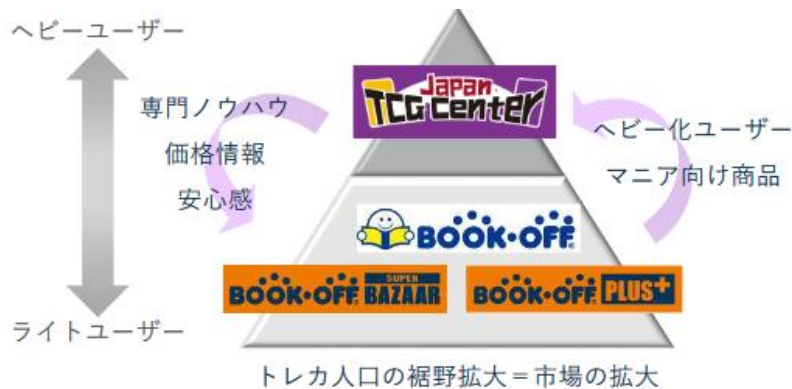 ヘビーユーザー
Japan
TCG Center
専門ノウハウ
価格情報
安心感
ヘビー化ユーザー
マニア向け商品
BOOK・OFF
BOOK・OFF SUPER BAZAAR
BOOK・OFF PLUS+
ライトユーザー
トレカ人口の裾野拡大＝市場の拡大